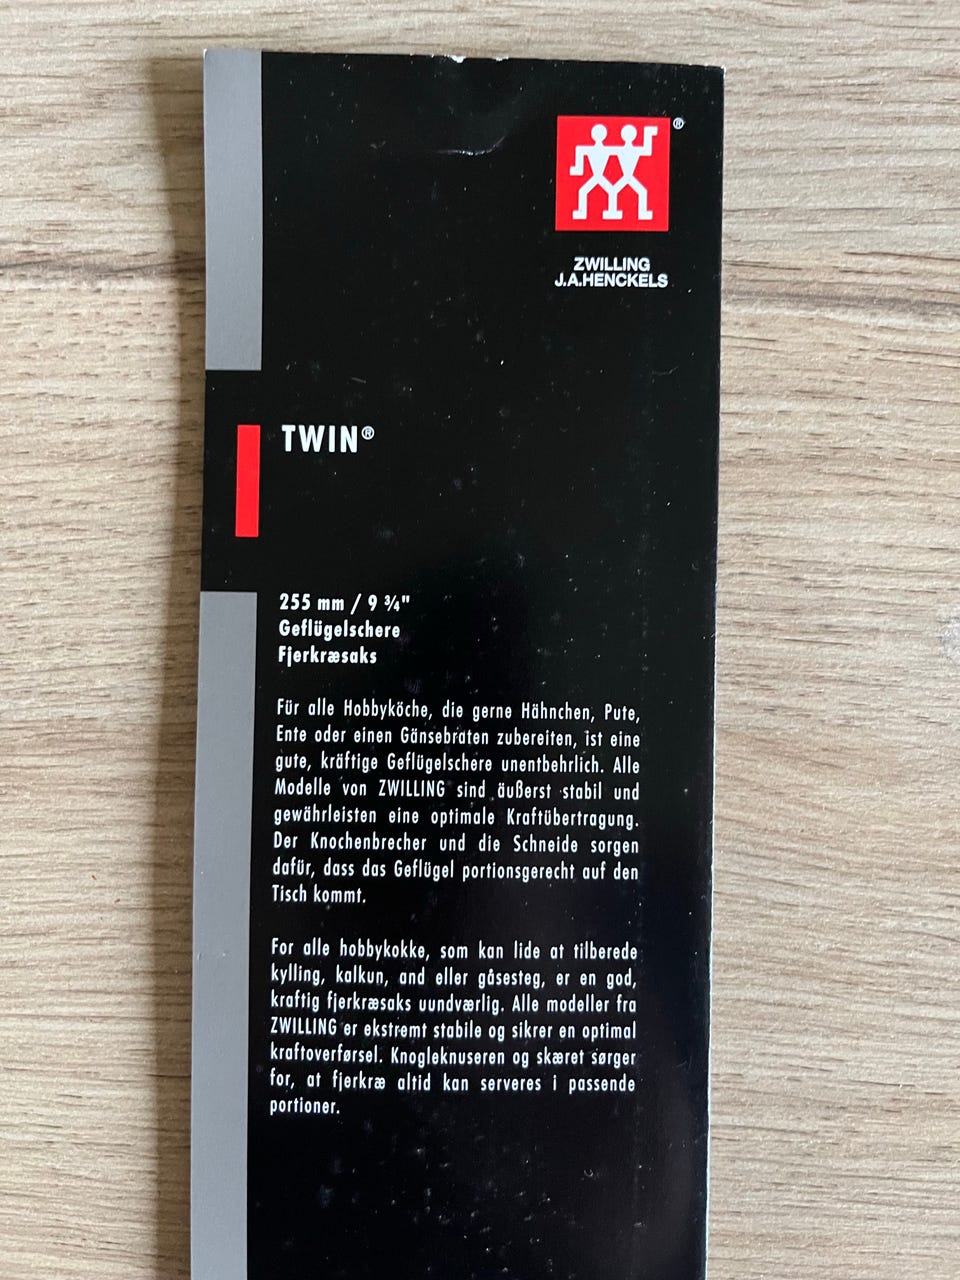 ®
ZWILLING
J.A.HENCKELS
TWIN®
255 mm / 9 ¾"
Geflügelschere
Fjerkræsaks
Für alle Hobbyköche, die gerne Hähnchen, Pute,
Ente oder einen Gänsebraten zubereiten, ist eine
gute, kräftige Geflügelschere unentbehrlich. Alle
Modelle von ZWILLING sind äußerst stabil und
gewährleisten eine optimale Kraftübertragung.
Der Knochenbrecher und die Schneide sorgen
dafür, dass das Geflügel portionsgerecht auf den
Tisch kommt.
For alle hobbykokke, som kan lide at tilberede
kylling, kalkun, and eller gåsesteg, er en god,
kraftig fjerkræsaks uundværlig. Alle modeller fra
ZWILLING er ekstremt stabile og sikrer en optimal
kraftoverførsel. Knogleknuseren og skæret sørger
for, at fjerkræ altid kan serveres i passende
portioner.